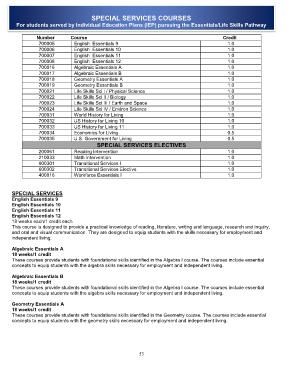 SPECIAL SERVICES COURSES
For students served by Individual Education Plans (IEP) pursuing the Essentials/Life Skills Pathway
Number Course Credit
700005 English Essentials 9 1.0
700006 English Essentials 10 1.0
700007 English Essentials 11 1.0
700008 English Essentials 12 1.0
700016 Algebraic Essentials A 1.0
700017 Algebraic Essentials B 1.0
700018 Geometry Essentials A 1.0
700019 Geometry Essentials B 1.0
700021 Life Skills Sci I / Physical Science 1.0
700022 Life Skills Sci II / Biology 1.0
700023 Life Skills Sci III / Earth and Space 1.0
700024 Life Skills Sci IV / Environ Science 1.0
700031 World History for Living 1.0
700032 US History for Living 10 1.0
700033 US History for Living 11 1.0
700034 Economics for Living 0.5
700035 U.S. Government for Living 0.5
SPECIAL SERVICES ELECTIVES
200061 Reading Intervention 1.0
210033 Math Intervention 1.0
600301 Transitional Services I 1.0
600302 Transitional Services Elective 1.0
400016 Workforce Essentials I 1.0
SPECIAL SERVICES
English Essentials 9
English Essentials 10
English Essentials 11
English Essentials 12
18 weeks each/1 credit each
This course is designed to provide a practical knowledge of reading, literature, writing and language, research and inquiry,
and oral and visual communication. They are designed to equip students with the skills necessary for employment and
independent living.
Algebraic Essentials A
18 weeks/1 credit
These courses provide students with foundational skills identified in the Algebra I course. The courses include essential
concepts to equip students with the algebra skills necessary for employment and independent living.
Algebraic Essentials B
18 weeks/1 credit
These courses provide students with foundational skills identified in the Algebra I course. The courses include essential
concepts to equip students with the algebra skills necessary for employment and independent living.
Geometry Essentials A
18 weeks/1 credit
These courses provide students with foundational skills identified in the Geometry course. The courses include essential
concepts to equip students with the geometry skills necessary for employment and independent living.
53